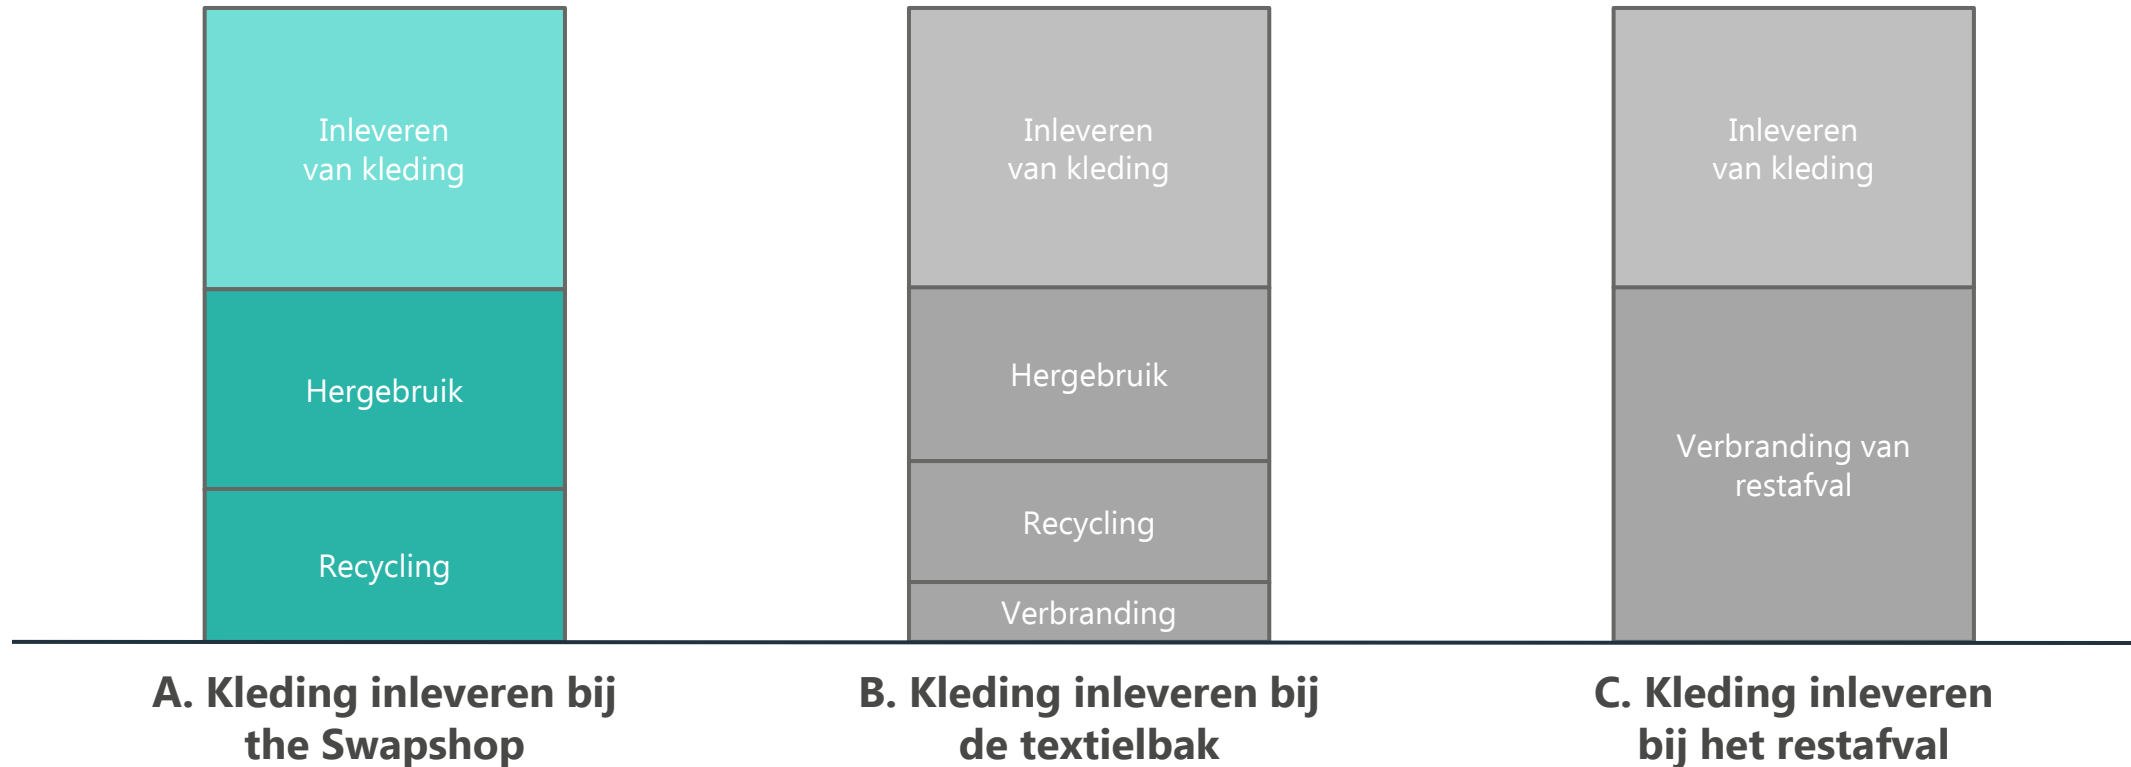 Inleveren
van kleding
Hergebruik
Recycling
A. Kleding inleveren bij
the Swapshop
Inleveren
van kleding
Hergebruik
Recycling
Verbranding
B. Kleding inleveren bij
de textielbak
Inleveren
van kleding
Verbranding van
restafval
C. Kleding inleveren
bij het restafval